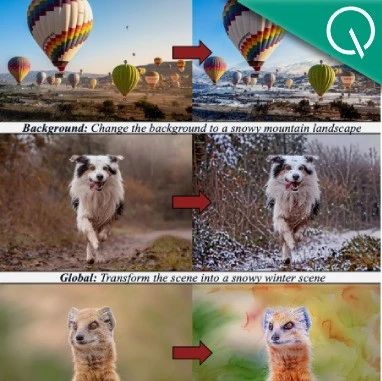 Background: Change the background to a snowy mountain landscape
Global: Transform the scene into a snowy winter scene